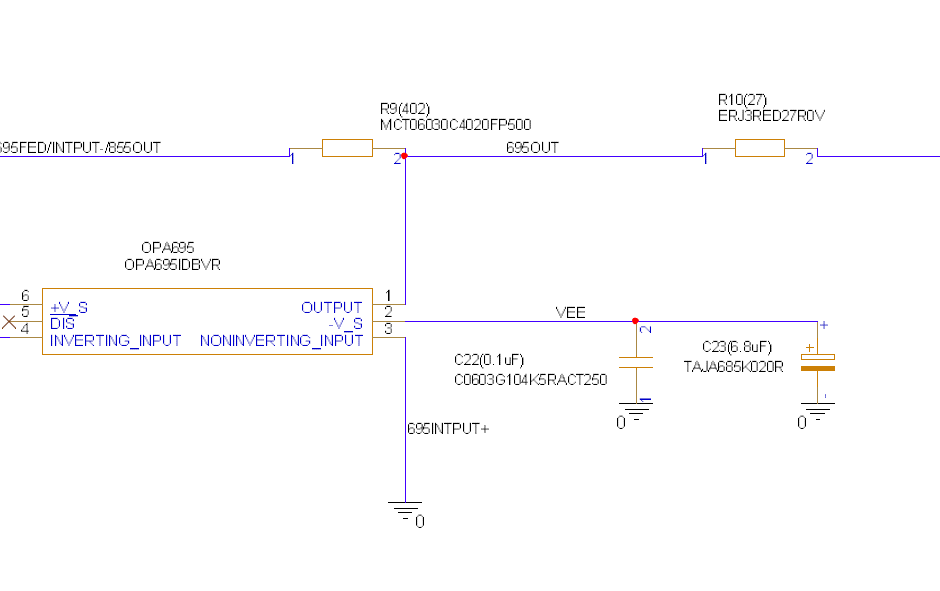 R9(402)
MCT06030C4020FP500
R10(27)
ERJ3RED27R0V
695FED/INTPUT-/855OUT
1
2
695OUT
1
2
OPA695
OPA695IDBVR
6
5
4
+V_S
DIS
INVERTING_INPUT
OUTPUT
-V_S
NONINVERTING_INPUT
1
2
3
VEE
2
+
C22(0.1uF)
C0603G104K5RACT250
1
0
C23(6.8uF)
TAJA685K020R
+
-
0
695INTPUT+
0